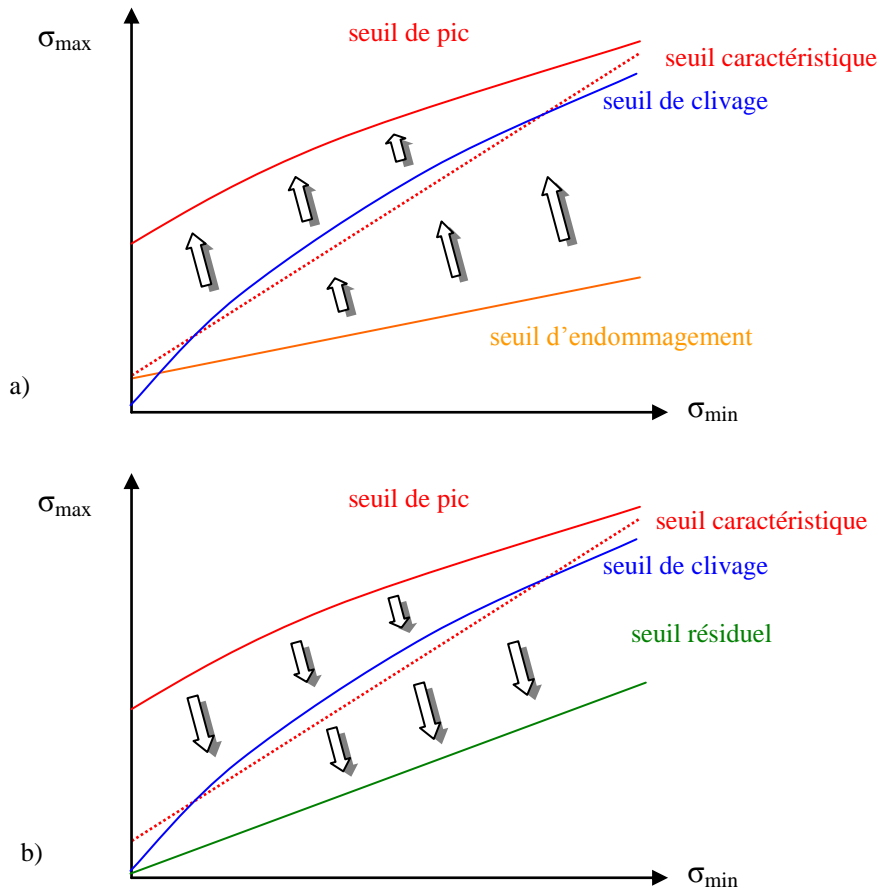 σmax
seuil de pic
seuil caractéristique
seuil de clivage
seuil d'endommagement
a)
σmin
σmax
seuil de pic
seuil caractéristique
seuil de clivage
seuil résiduel
b)
σmin